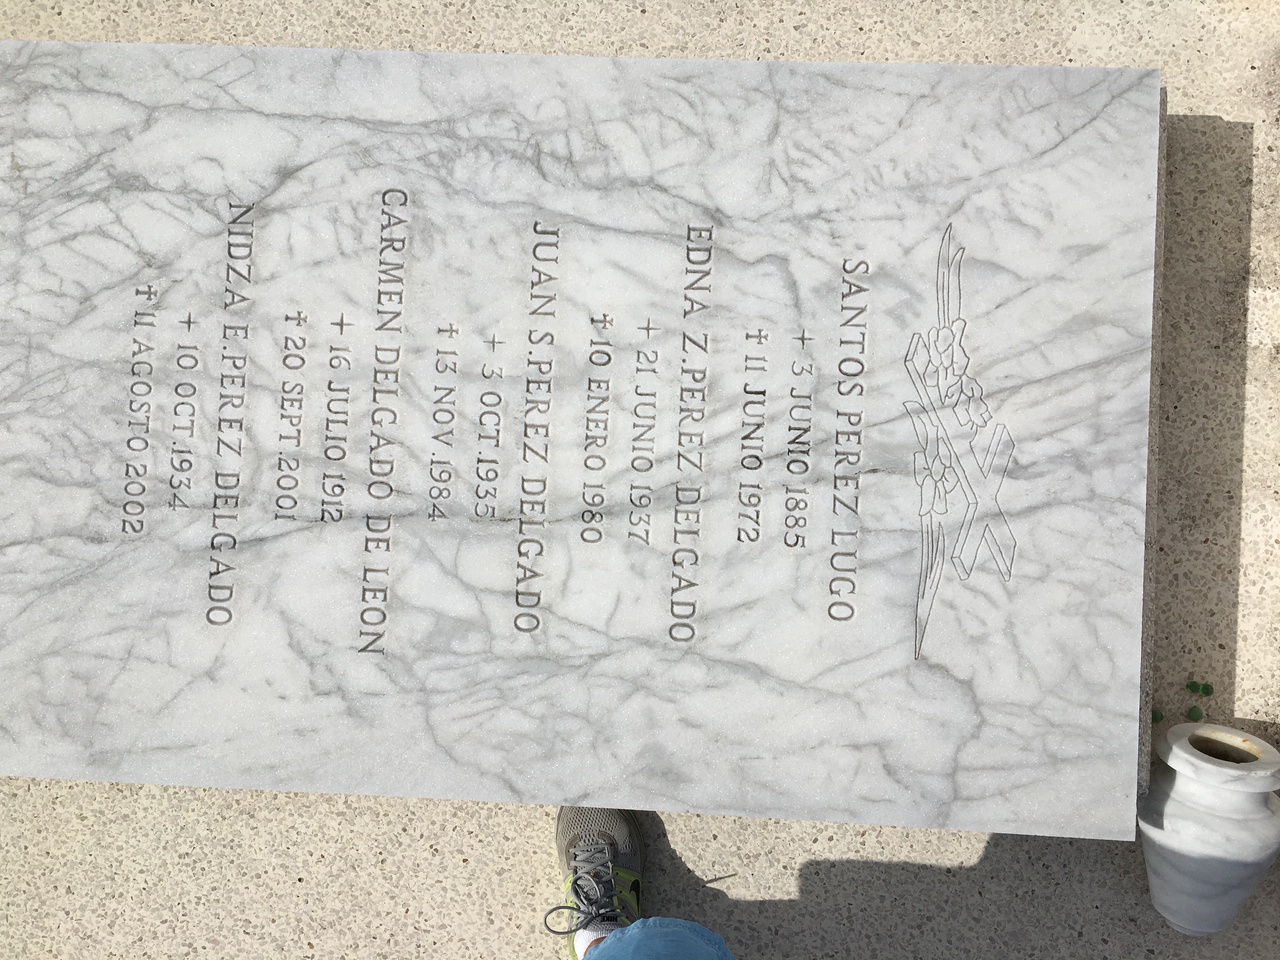 SANTOS PEREZ LUGO
+ 3 JUNIO 1885
✝ 11 JUNIO 1972
EDNA Z.PEREZ DELGADO
+ 21 JUNIO 1937
✝ 10 ENERO 1980
JUAN S.PEREZ DELGADO
+ 3 OCT.1935
✝ 13 NOV.1984
CARMEN DELGADO DE LEON
+ 16 JULIO 1912
✝ 20 SEPT.2001
NIDZA E.PEREZ DELGADO
+ 10 OCT.1934
✝ 11 AGOSTO 2002
NIKE